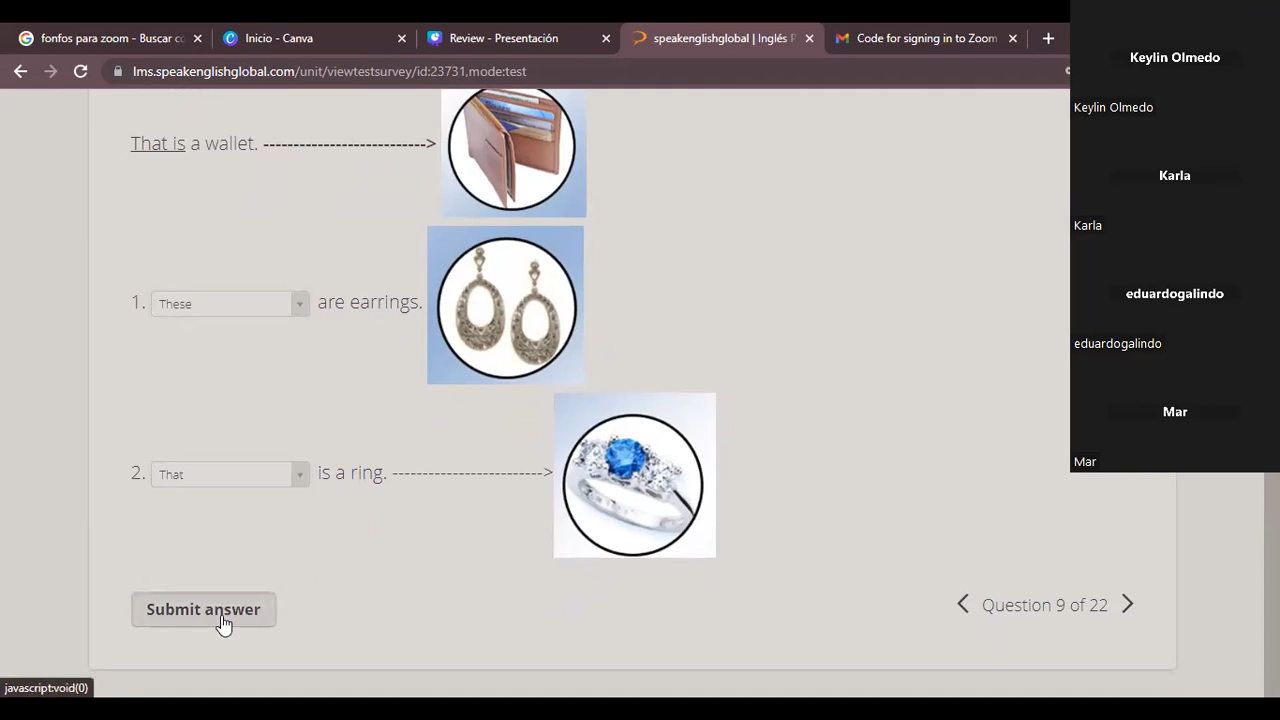 fonfos para zoom - Buscar co
Inicio - Canva
Review - Presentación
speakenglishglobal | Inglés P
Code for signing in to Zoom
lms.speakenglishglobal.com/unit/viewtestsurvey/id:23731,mode:test
That is a wallet. --------------------------->
1. These are earrings.
2. That is a ring. ------------------------->
Submit answer
Question 9 of 22
javascript:void(0)
Keylin Olmedo
Keylin Olmedo
Karla
Karla
eduardogalindo
eduardogalindo
Mar
Mar